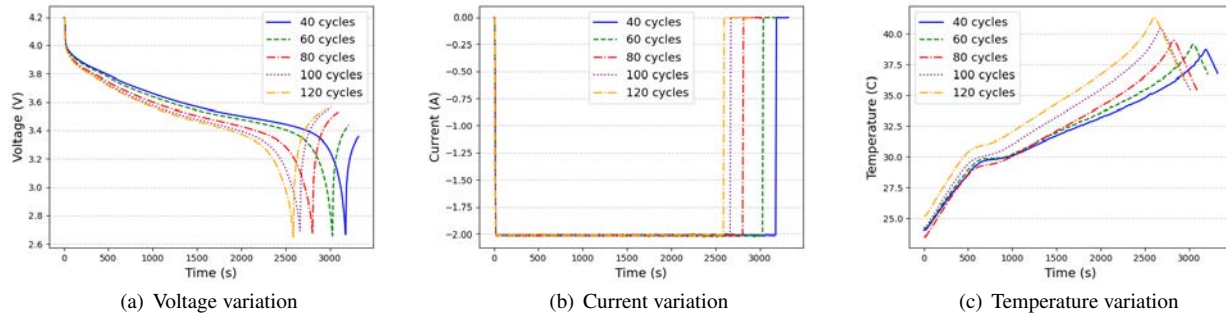 4.2
4.0
3.8
3.6
3.4
3.2
3.0
2.8
2.6
Voltage (V)
0 500 1000 1500 2000 2500 3000
Time (s)
40 cycles
60 cycles
80 cycles
100 cycles
120 cycles
(a) Voltage variation
0.00
−0.25
−0.50
−0.75
−1.00
−1.25
−1.50
−1.75
−2.00
Current (A)
0 500 1000 1500 2000 2500 3000
Time (s)
40 cycles
60 cycles
80 cycles
100 cycles
120 cycles
(b) Current variation
40.0
37.5
35.0
32.5
30.0
27.5
25.0
Temperature (C)
0 500 1000 1500 2000 2500 3000
Time (s)
40 cycles
60 cycles
80 cycles
100 cycles
120 cycles
(c) Temperature variation